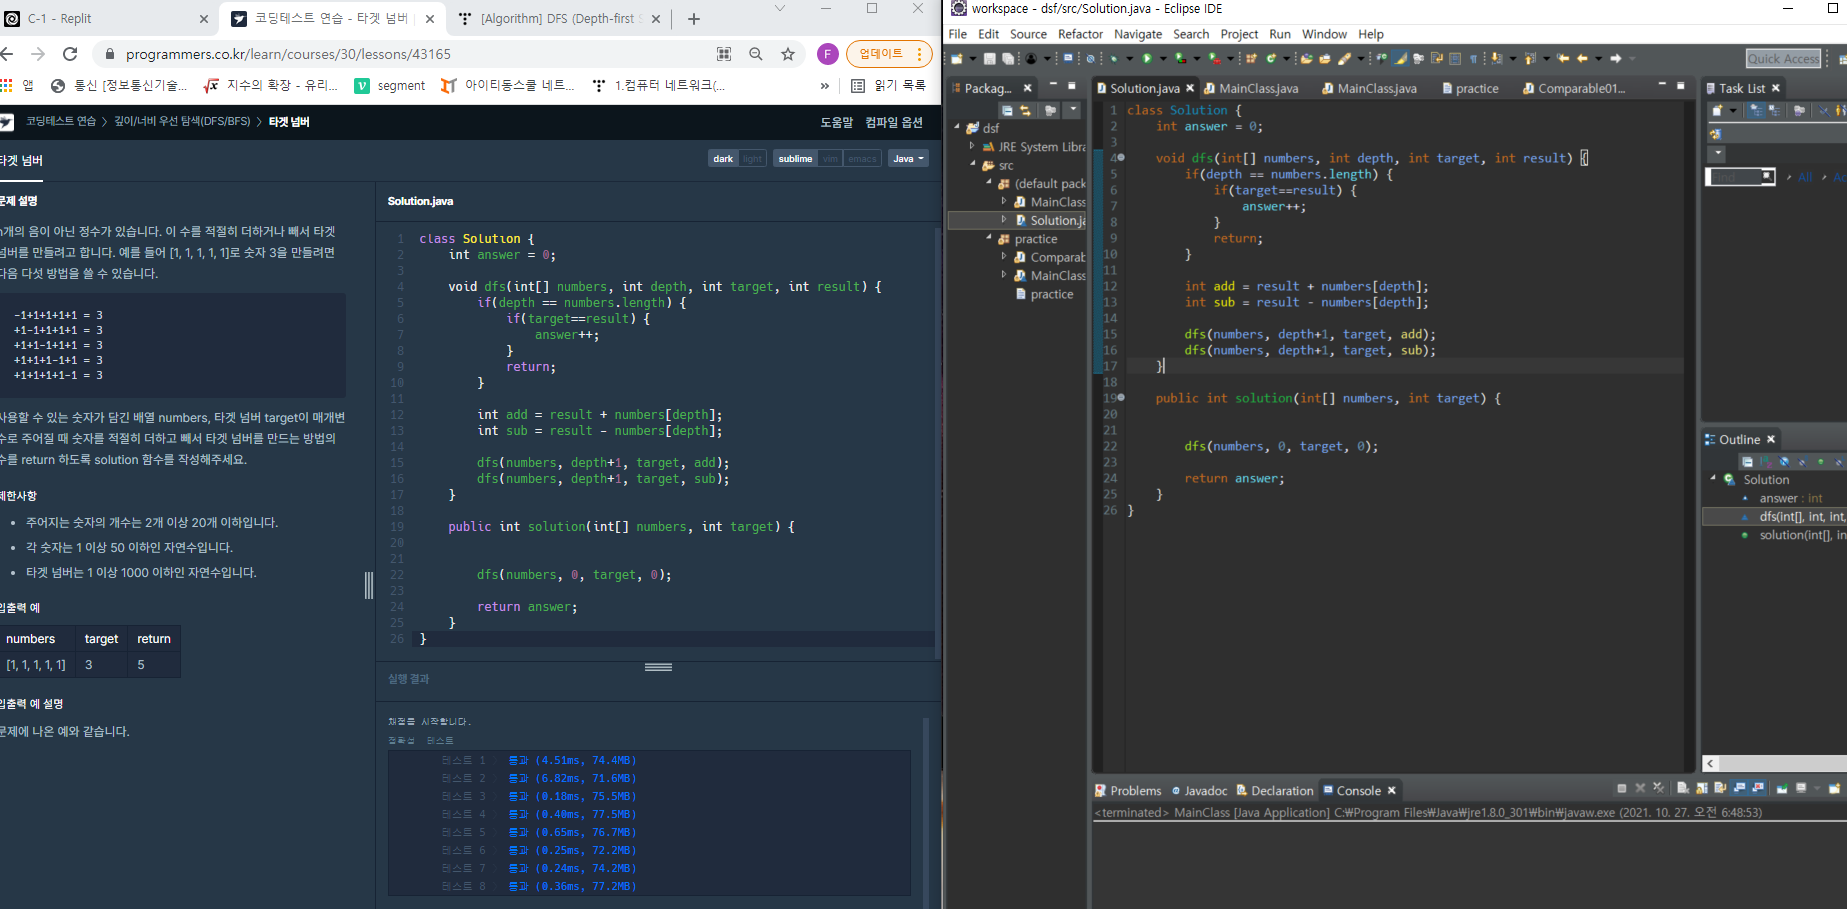 C-1 - Replit
코딩테스트 연습 - 타겟 넘버
[Algorithm] DFS (Depth-first S
programmers.co.kr/learn/courses/30/lessons/43165
F
업데이트
앱
통신 [정보통신기술...
지수의 확장 - 유리...
segment
아이티동스쿨 네트...
1.컴퓨터 네트워크(...
»
읽기 목록
코딩테스트 연습 > 깊이/너비 우선 탐색(DFS/BFS) > 타겟 넘버
도움말 컴파일 옵션
타겟 넘버
dark light
sublime vim emacs
Java
문제 설명
n개의 음이 아닌 정수가 있습니다. 이 수를 적절히 더하거나 빼서 타겟
넘버를 만들려고 합니다. 예를 들어 [1, 1, 1, 1, 1]로 숫자 3을 만들려면
다음 다섯 방법을 쓸 수 있습니다.
-1+1+1+1+1 = 3
+1-1+1+1+1 = 3
+1+1-1+1+1 = 3
+1+1+1-1+1 = 3
+1+1+1+1-1 = 3
사용할 수 있는 숫자가 담긴 배열 numbers, 타겟 넘버 target이 매개변
수로 주어질 때 숫자를 적절히 더하고 빼서 타겟 넘버를 만드는 방법의
수를 return 하도록 solution 함수를 작성해주세요.
제한사항
• 주어지는 숫자의 개수는 2개 이상 20개 이하입니다.
• 각 숫자는 1 이상 50 이하인 자연수입니다.
• 타겟 넘버는 1 이상 1000 이하인 자연수입니다.
입출력 예
numbers target return
[1, 1, 1, 1, 1] 3 5
입출력 예 설명
문제에 나온 예와 같습니다.
Solution.java
1 class Solution {
2 int answer = 0;
3
4 void dfs(int[] numbers, int depth, int target, int result) {
5 if(depth == numbers.length) {
6 if(target==result) {
7 answer++;
8 }
9 return;
10 }
11
12 int add = result + numbers[depth];
13 int sub = result - numbers[depth];
14
15 dfs(numbers, depth+1, target, add);
16 dfs(numbers, depth+1, target, sub);
17 }
18
19 public int solution(int[] numbers, int target) {
20
21
22 dfs(numbers, 0, target, 0);
23
24 return answer;
25 }
26 }
실행 결과
채점을 시작합니다.
정확성 테스트
테스트 1 통과 (4.51ms, 74.4MB)
테스트 2 통과 (6.82ms, 71.6MB)
테스트 3 통과 (0.18ms, 75.5MB)
테스트 4 통과 (0.40ms, 77.5MB)
테스트 5 통과 (0.65ms, 76.7MB)
테스트 6 통과 (0.25ms, 72.2MB)
테스트 7 통과 (0.24ms, 74.2MB)
테스트 8 통과 (0.36ms, 77.2MB)
workspace - dsf/src/Solution.java - Eclipse IDE
File Edit Source Refactor Navigate Search Project Run Window Help
Quick Access
Packag...
dsf
JRE System Libra
src
(default pack
MainClass
Solution.ja
practice
Comparab
MainClass
practice
Solution.java MainClass.java MainClass.java practice Comparable01...
1 class Solution {
2 int answer = 0;
3
4 void dfs(int[] numbers, int depth, int target, int result) {
5 if(depth == numbers.length) {
6 if(target==result) {
7 answer++;
8 }
9 return;
10 }
11
12 int add = result + numbers[depth];
13 int sub = result - numbers[depth];
14
15 dfs(numbers, depth+1, target, add);
16 dfs(numbers, depth+1, target, sub);
17 }
18
19 public int solution(int[] numbers, int target) {
20
21
22 dfs(numbers, 0, target, 0);
23
24 return answer;
25 }
26 }
Task List
Find All Ac
Outline
Solution
answer : int
dfs(int[], int, int,
solution(int[], in
Problems Javadoc Declaration Console
<terminated> MainClass [Java Application] C:₩Program Files₩Java₩jre1.8.0_301₩bin₩javaw.exe (2021. 10. 27. 오전 6:48:53)